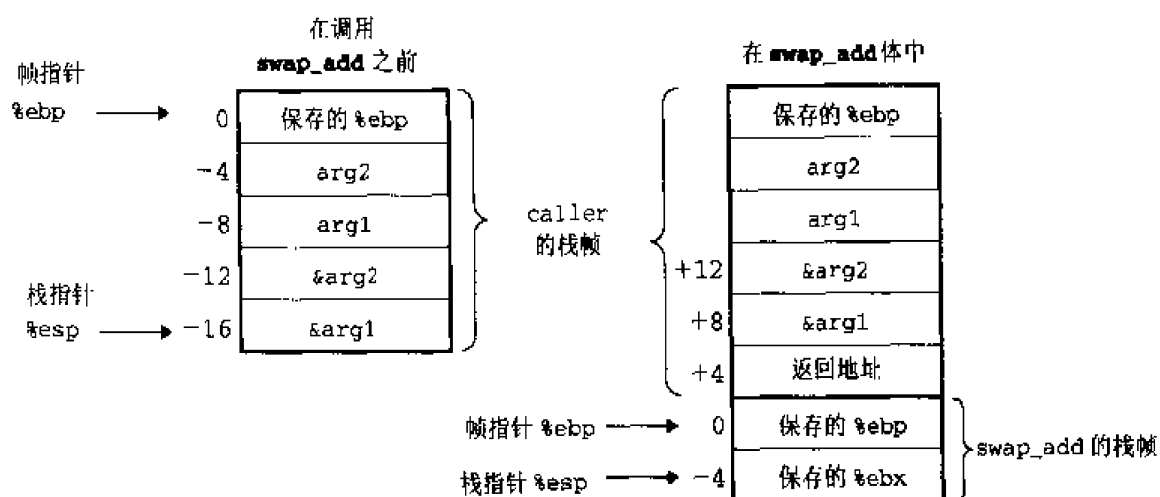 在调用
swap_add 之前
帧指针
%ebp
0
保存的 %ebp
-4
arg2
-8
arg1
-12
&arg2
栈指针
%esp
-16
&arg1
caller
的栈帧
在 swap_add 体中
保存的 %ebp
arg2
arg1
+12
&arg2
+8
&arg1
+4
返回地址
帧指针 %ebp
0
保存的 %ebp
栈指针 %esp
-4
保存的 %ebx
swap_add 的栈帧